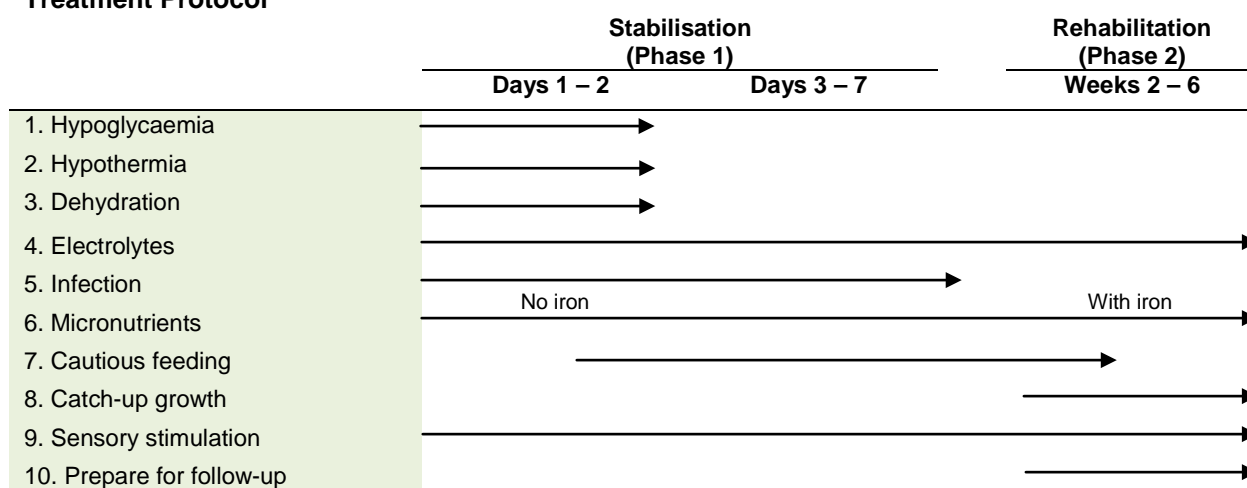 Treatment Protocol
Stabilisation Rehabilitation
(Phase 1) (Phase 2)
Days 1 – 2 Days 3 – 7 Weeks 2 – 6
1. Hypoglycaemia
2. Hypothermia
3. Dehydration
4. Electrolytes
5. Infection
No iron With iron
6. Micronutrients
7. Cautious feeding
8. Catch-up growth
9. Sensory stimulation
10. Prepare for follow-up